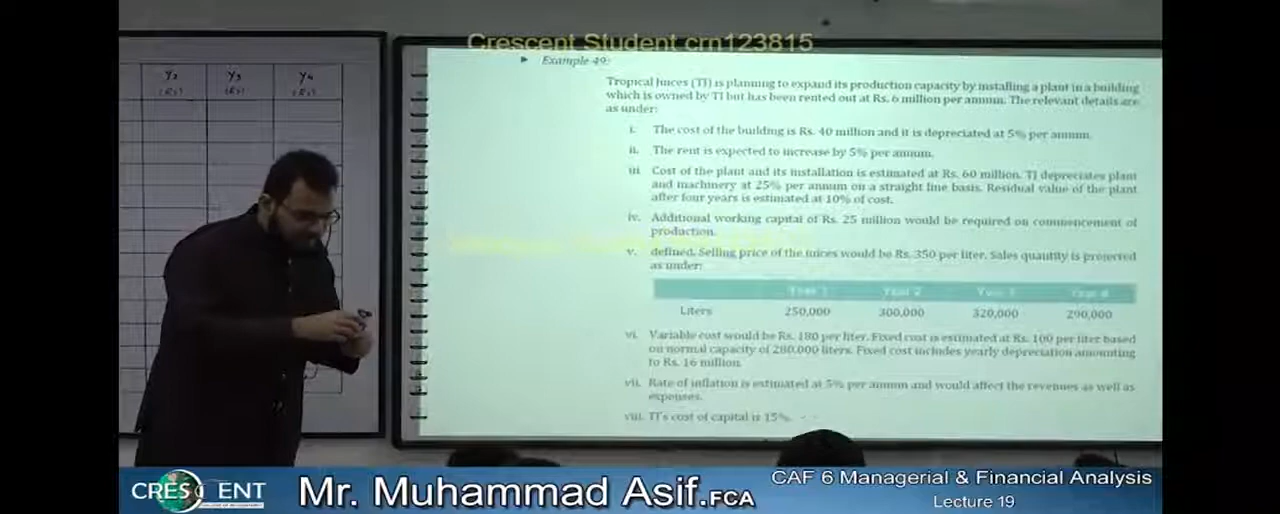 Crescent Student crn123815
Y2 Y3 Y4
(Rs) (Rs) (Rs)
Example 49:
Tropical Juices (TJ) is planning to expand its production capacity by installing a plant in a building
which is owned by TJ but has been rented out at Rs. 6 million per annum. The relevant details are
as under:
i. The cost of the building is Rs. 40 million and it is depreciated at 5% per annum.
ii. The rent is expected to increase by 5% per annum.
iii Cost of the plant and its installation is estimated at Rs. 60 million. TJ depreciates plant
and machinery at 25% per annum on a straight line basis. Residual value of the plant
after four years is estimated at 10% of cost.
iv. Additional working capital of Rs. 25 million would be required on commencement of
production.
v. defined. Selling price of the juices would be Rs. 350 per liter. Sales quantity is projected
as under:
Year 1 Year 2 Year 3 Year 4
Liters 250,000 300,000 320,000 290,000
vi. Variable cost would be Rs. 180 per liter. Fixed cost is estimated at Rs. 100 per liter based
on normal capacity of 280,000 liters. Fixed cost includes yearly depreciation amounting
to Rs. 16 million.
vii. Rate of inflation is estimated at 5% per annum and would affect the revenues as well as
expenses.
viii. TJ's cost of capital is 15%.
CRESCENT
Mr. Muhammad Asif.FCA
CAF 6 Managerial & Financial Analysis
Lecture 19